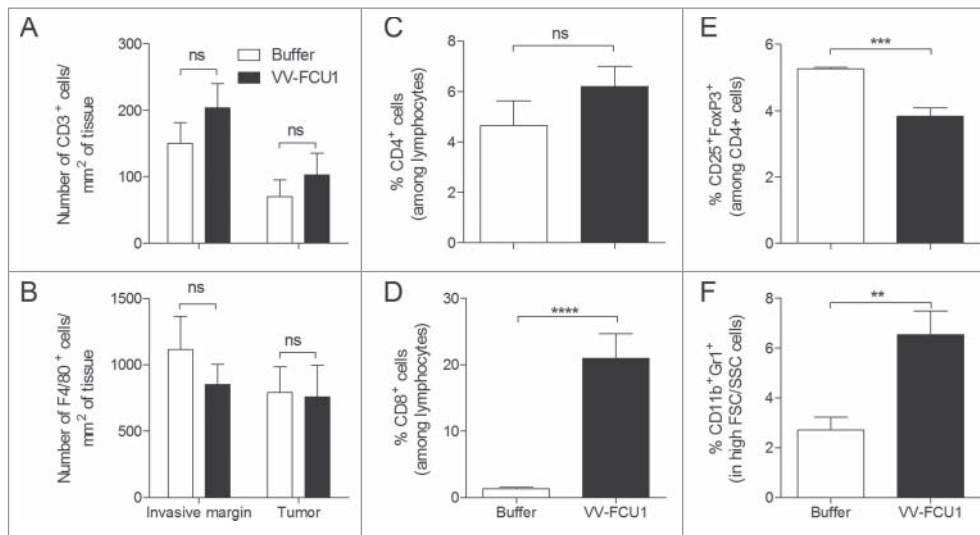 A
Number of CD3⁺ cells/
mm² of tissue
300
200
100
0
ns
ns
Buffer
VV-FCU1
B
Number of F4/80⁺ cells/
mm² of tissue
1500
1000
500
0
ns
ns
Invasive margin
Tumor
C
% CD4⁺ cells
(among lymphocytes)
8
6
4
2
0
ns
D
% CD8⁺ cells
(among lymphocytes)
30
20
10
0
****
Buffer
VV-FCU1
E
% CD25⁺FoxP3⁺
(among CD4+ cells)
6
4
2
0
***
F
% CD11b⁺Gr1⁺
(in high FSC/SSC cells)
8
6
4
2
0
**
Buffer
VV-FCU1